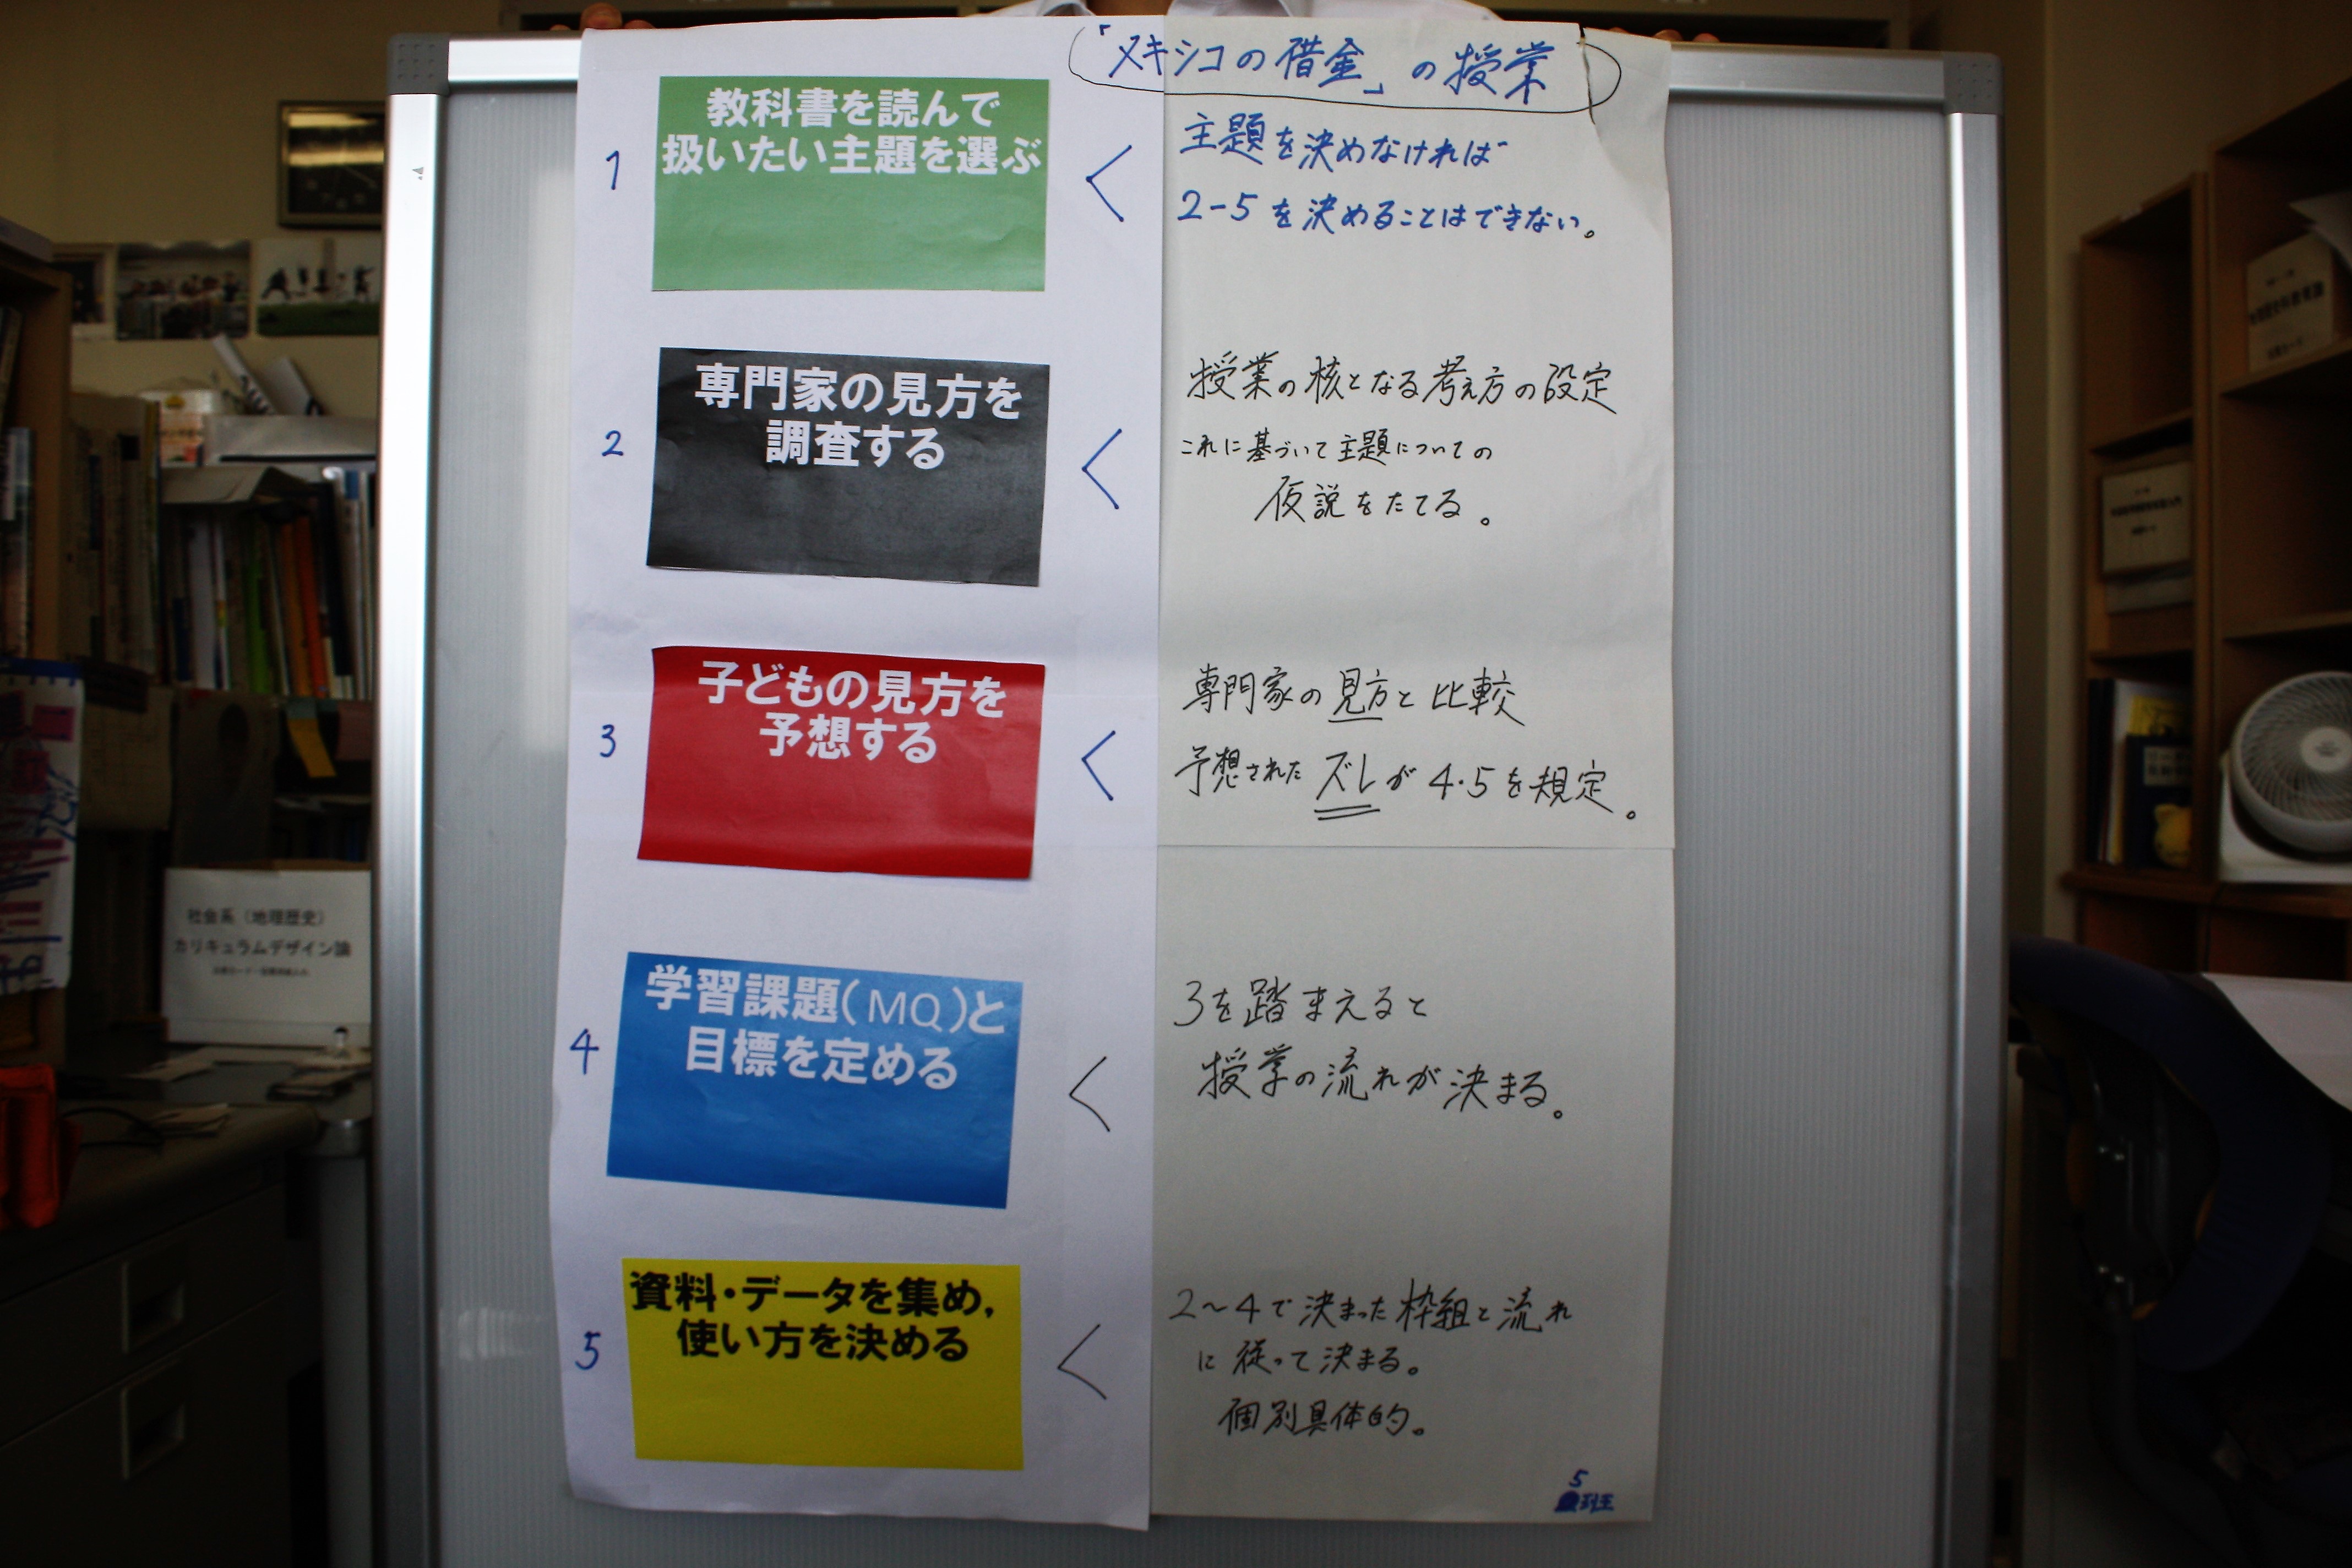 「メキシコの借金」の授業
1
教科書を読んで
扱いたい主題を選ぶ
主題を決めなければ
2-5を決めることはできない。
2
専門家の見方を
調査する
授業の核となる考え方の設定
これに基づいて主題についての
仮説をたてる。
3
子どもの見方を
予想する
専門家の見方と比較
予想されたズレが4・5を規定。
4
学習課題(MQ)と
目標を定める
3を踏まえると
授業の流れが決まる。
5
資料・データを集め,
使い方を決める
2〜4で決まった枠組と流れ
に従って決まる。
個別具体的。
5
班
社会系(地理歴史)
カリキュラムデザイン論